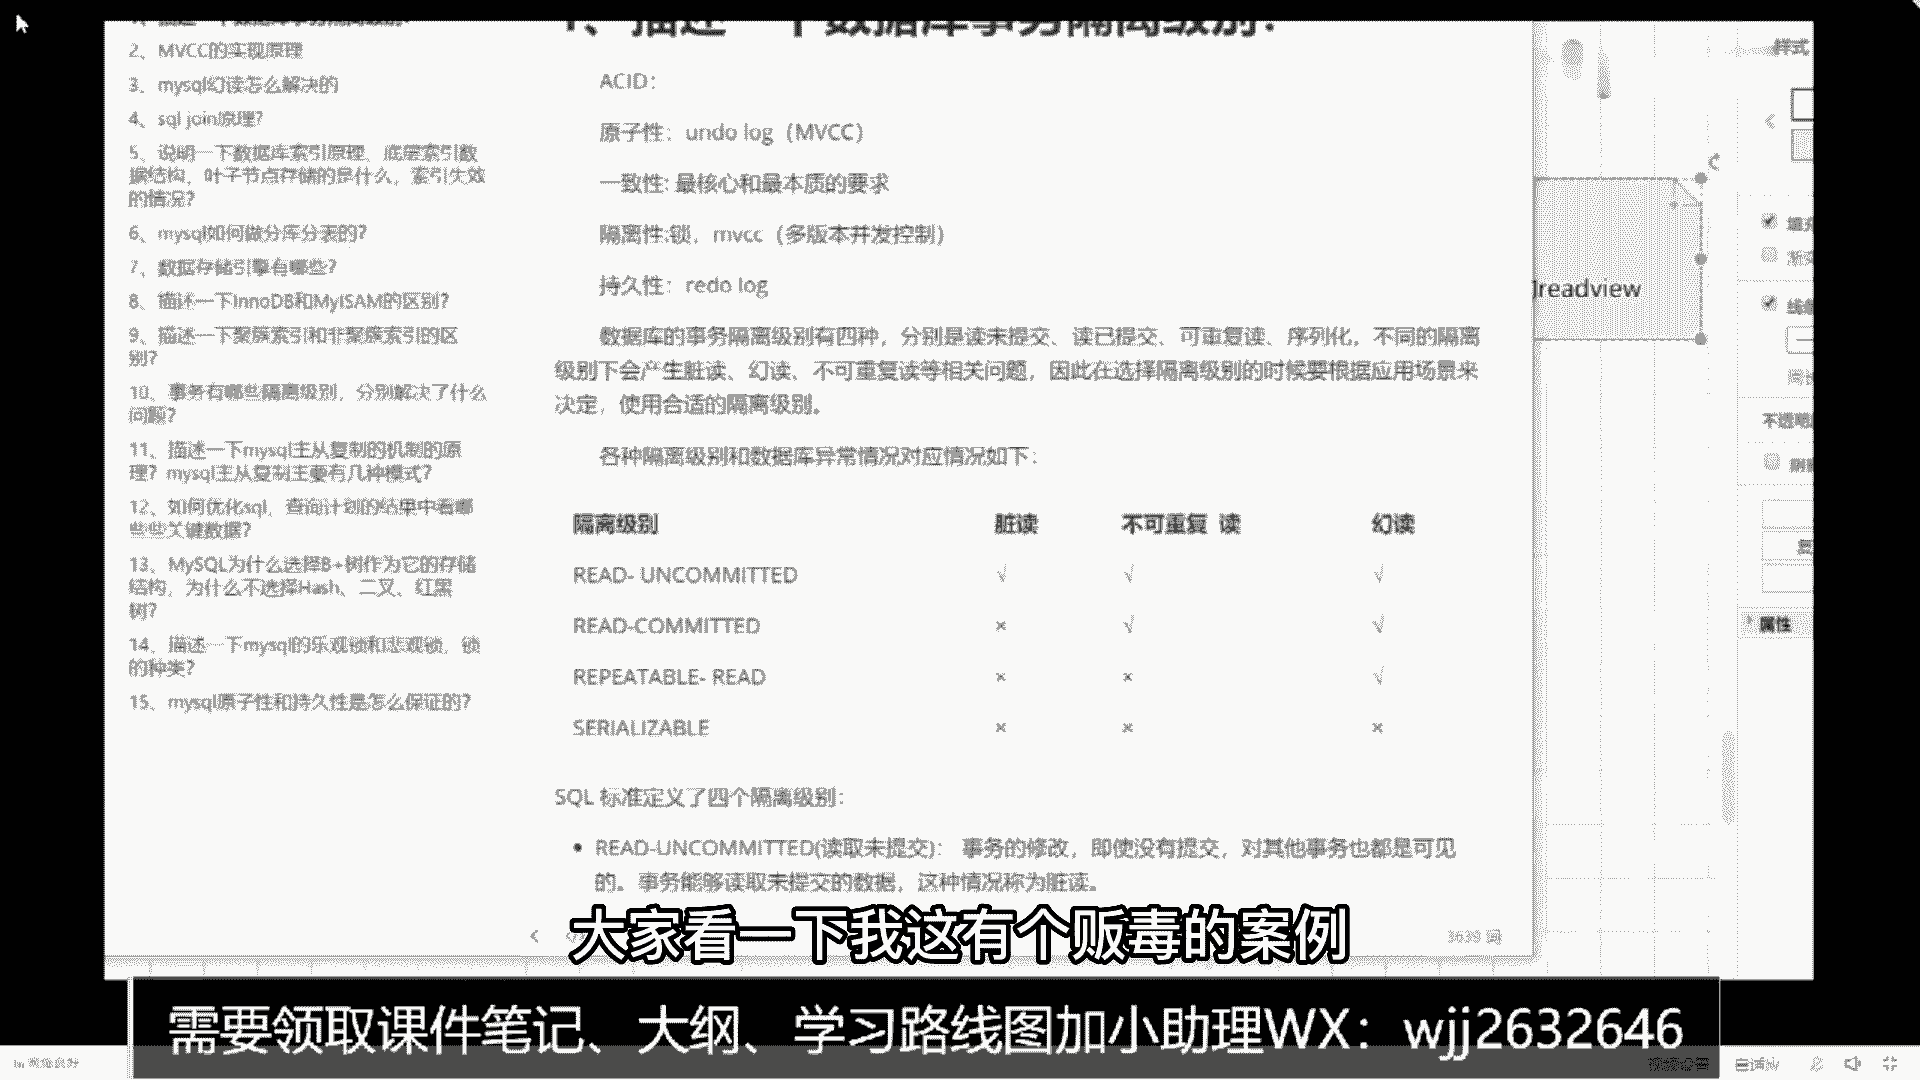 1、描述一下数据库事务隔离级别?
2、MVCC的实现原理
3、mysql幻读怎么解决的
4、sql join原理?
5、说明一下数据库索引原理、底层索引数
据结构，叶子节点存储的是什么，索引失效
的情况?
6、mysql如何做分库分表的?
7、数据存储引擎有哪些?
8、描述一下InnoDB和MyISAM的区别?
9、描述一下聚簇索引和非聚簇索引的区
别?
10、事务有哪些隔离级别，分别解决了什么
问题?
11、描述一下mysql主从复制的机制的原
理? mysql主从复制主要有几种模式?
12、如何优化sql，查询计划的结果中看哪
些些关键数据?
13、MySQL为什么选择B+树作为它的存储
结构，为什么不选择Hash、二叉、红黑
树?
14、描述一下mysql的乐观锁和悲观锁，锁
的种类?
15、mysql原子性和持久性是怎么保证的?
1、描述一下数据库事务隔离级别?
ACID：
原子性：undo log（MVCC）
一致性: 最核心和最本质的要求
隔离性:锁，mvcc（多版本并发控制）
持久性：redo log
数据库的事务隔离级别有四种，分别是读未提交、读已提交、可重复读、序列化，不同的隔离
级别下会产生脏读、幻读、不可重复读等相关问题，因此在选择隔离级别的时候要根据应用场景来
决定，使用合适的隔离级别。
各种隔离级别和数据库异常情况对应情况如下：
隔离级别 脏读 不可重复 读 幻读
READ- UNCOMMITTED √ √ √
READ-COMMITTED × √ √
REPEATABLE- READ × × √
SERIALIZABLE × × ×
SQL 标准定义了四个隔离级别：
• READ-UNCOMMITTED(读取未提交)： 事务的修改，即使没有提交，对其他事务也都是可见
的。事务能够读取未提交的数据，这种情况称为脏读。
3639 词
readview
样式
不透明
属性
大家看一下我这有个贩毒的案例
需要领取课件笔记、大纲、学习路线图加小助理WX：wjj2632646